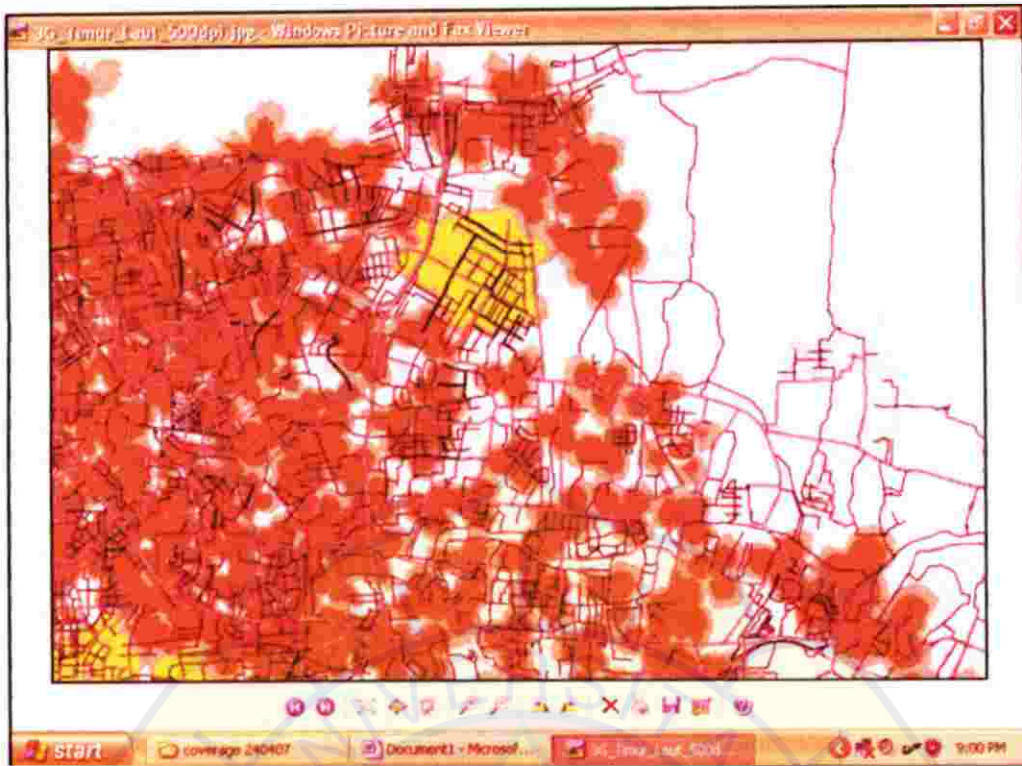 3G_Timur_Laut_500dpi.jpg - Windows Picture and Fax Viewer
start
coverage 240407
Document1 - Microsof...
3G_Timur_Laut_500d...
9:00 PM